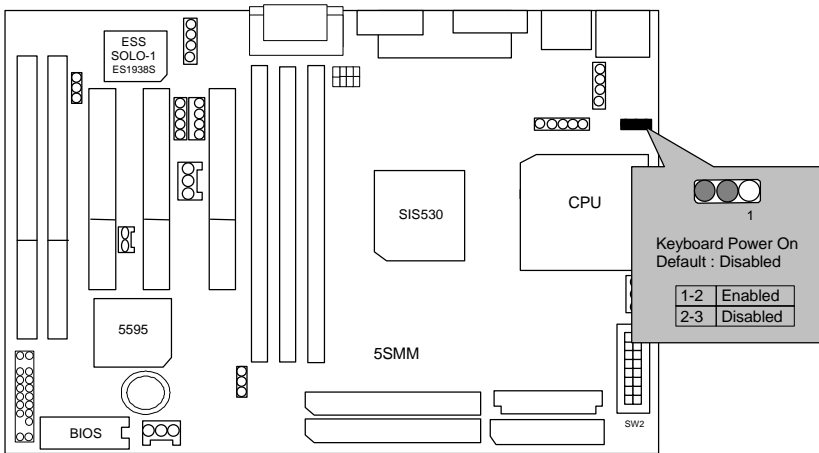 ESS
SOLO-1
ES1938S
SIS530
CPU
1
Keyboard Power On
Default : Disabled
1-2 Enabled
2-3 Disabled
5595
5SMM
BIOS
SW2